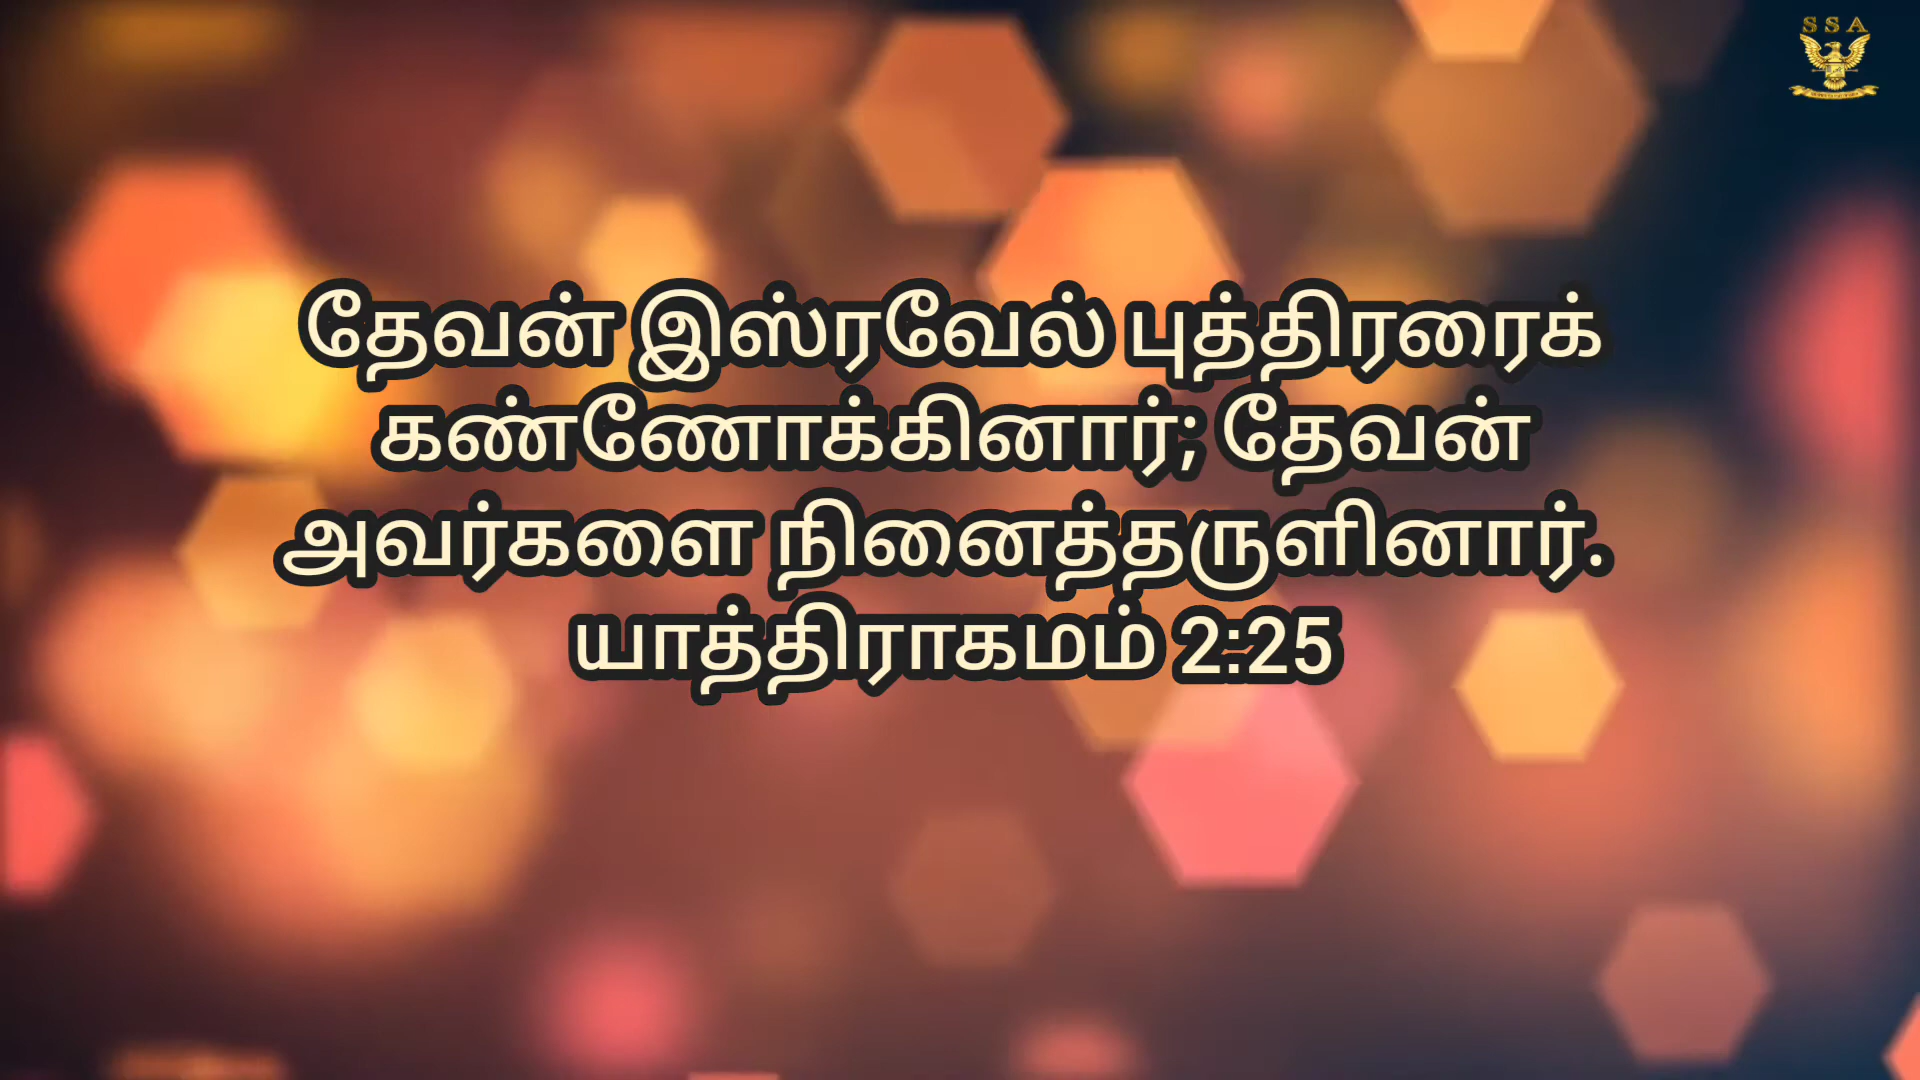 SSA
தேவன் இஸ்ரவேல் புத்திரரைக்
கண்ணோக்கினார்; தேவன்
அவர்களை நினைத்தருளினார்.
யாத்திராகமம் 2:25